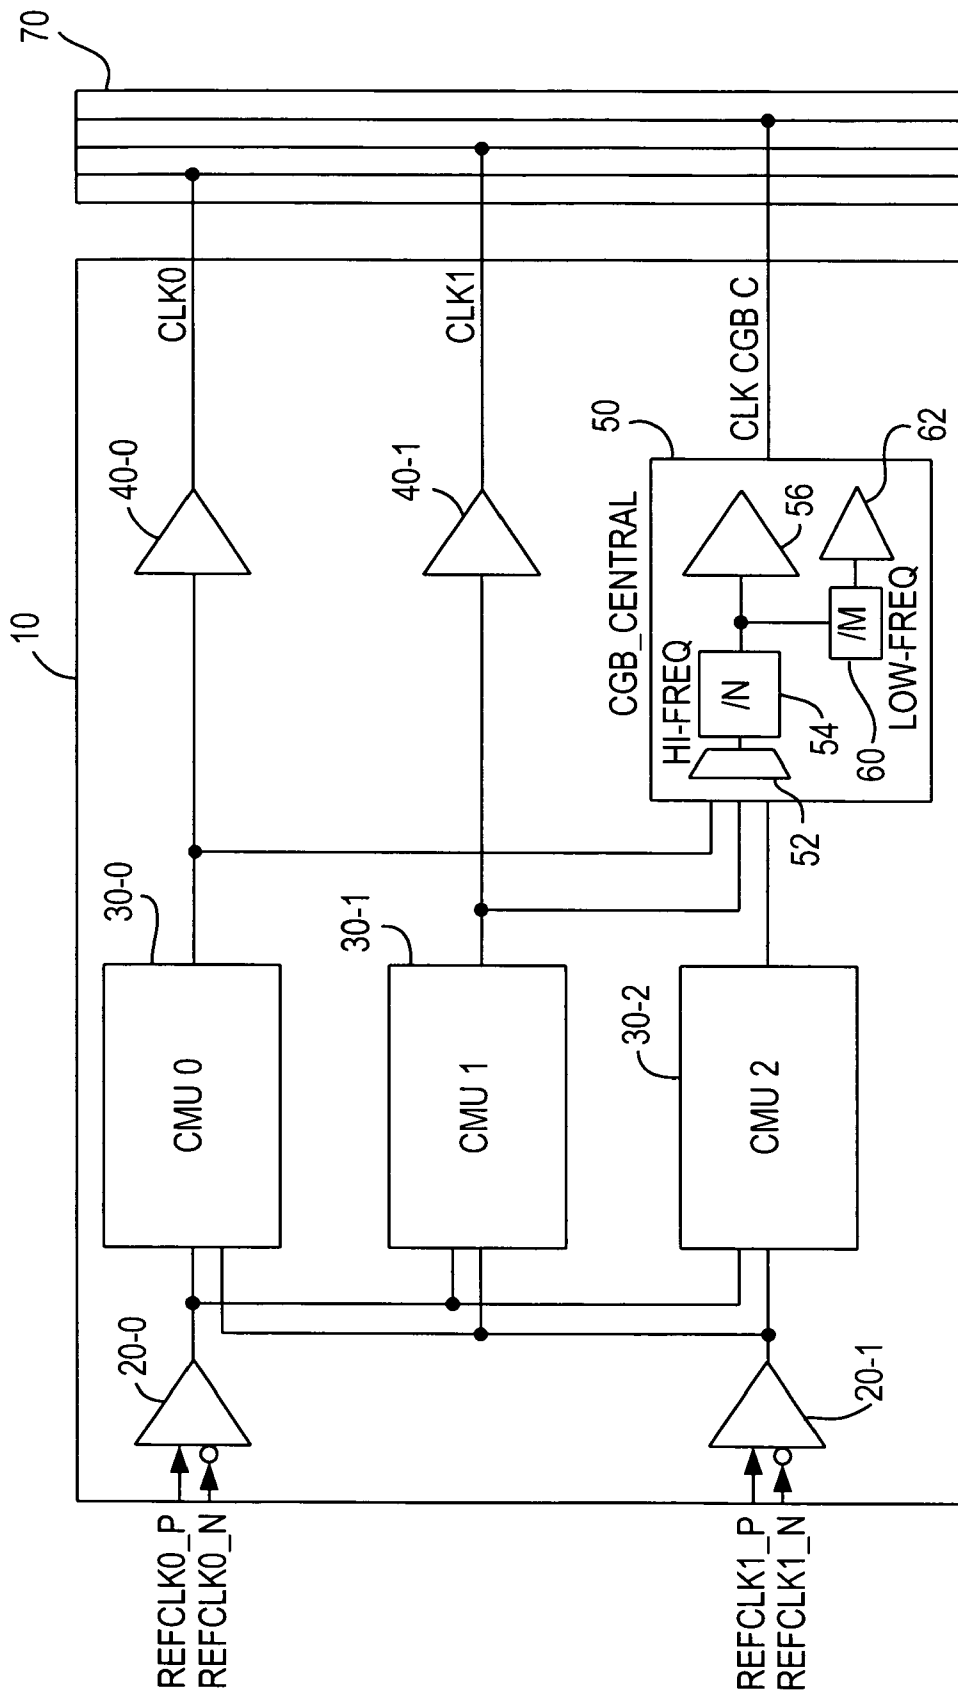 10
70
REFCLK0_P
REFCLK0_N
20-0
CMU 0
30-0
40-0
CLK0
CMU 1
30-1
40-1
CLK1
REFCLK1_P
REFCLK1_N
20-1
CMU 2
30-2
CGB_CENTRAL
50
HI-FREQ
52
/N
54
56
/M
60
LOW-FREQ
62
CLK CGB C